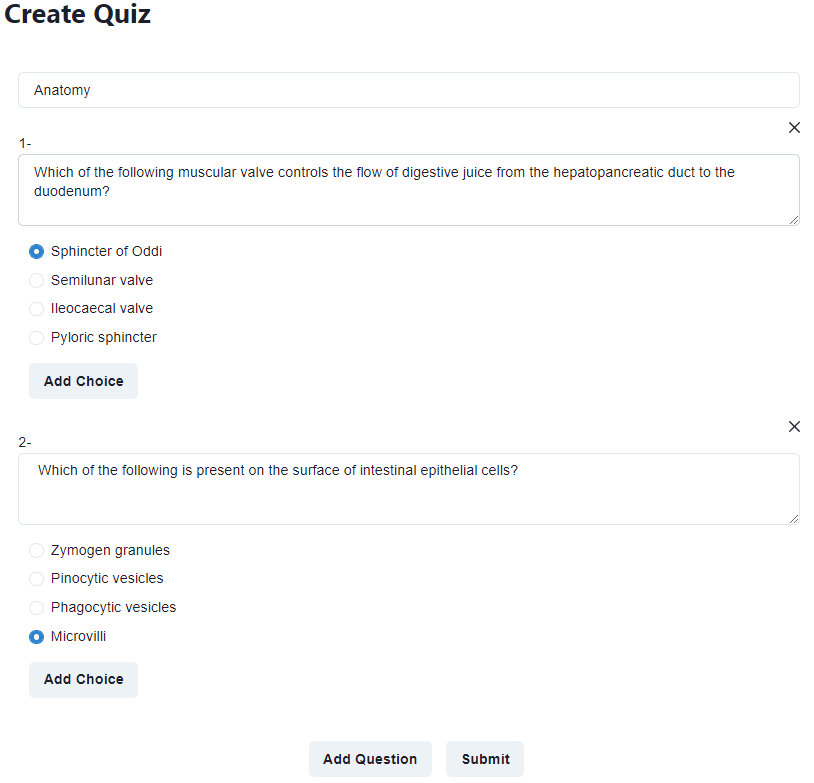 Create Quiz
Anatomy
1-
Which of the following muscular valve controls the flow of digestive juice from the hepatopancreatic duct to the
duodenum?
Sphincter of Oddi
Semilunar valve
Ileocaecal valve
Pyloric sphincter
Add Choice
2-
Which of the following is present on the surface of intestinal epithelial cells?
Zymogen granules
Pinocytic vesicles
Phagocytic vesicles
Microvilli
Add Choice
Add Question Submit